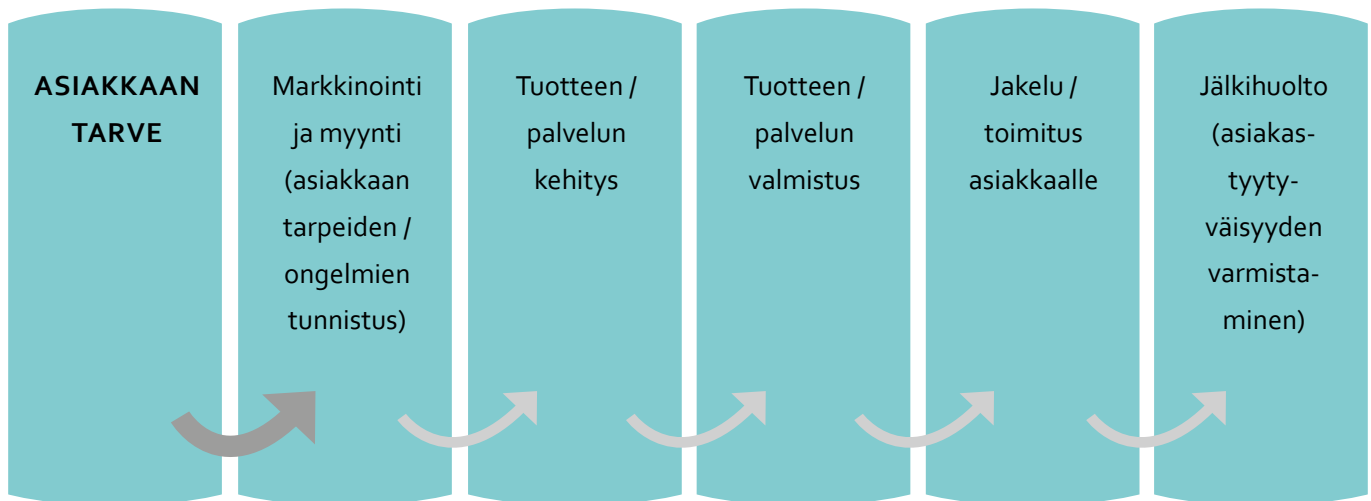 ASIAKKAAN
TARVE
Markkinointi
ja myynti
(asiakkaan
tarpeiden /
ongelmien
tunnistus)
Tuotteen /
palvelun
kehitys
Tuotteen /
palvelun
valmistus
Jakelu /
toimitus
asiakkaalle
Jälkihuolto
(asiakas-
tyyty-
väisyyden
varmista-
minen)